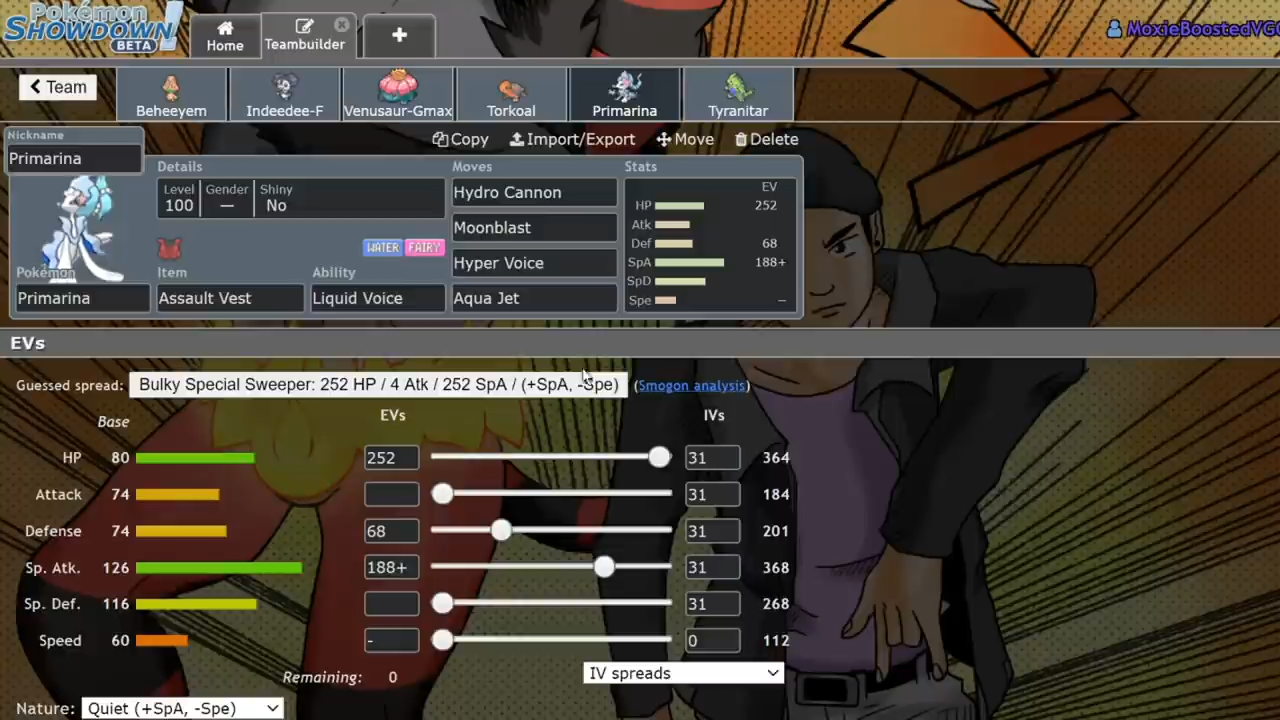 Pokémon
SHOWDOWN!
BETA
Home
Teambuilder
+
MoxieBoostedVGC
< Team
Beheeyem
Indeedee-F
Venusaur-Gmax
Torkoal
Primarina
Tyranitar
Nickname
Primarina
Copy Import/Export Move Delete
Details
Level Gender Shiny
100 — No
WATER FAIRY
Pokémon Item Ability
Primarina Assault Vest Liquid Voice
Moves
Hydro Cannon
Moonblast
Hyper Voice
Aqua Jet
Stats
EV
HP 252
Atk
Def 68
SpA 188+
SpD
Spe –
EVs
Guessed spread: Bulky Special Sweeper: 252 HP / 4 Atk / 252 SpA / (+SpA, -Spe) (Smogon analysis)
Base EVs IVs
HP 80 252 31 364
Attack 74 31 184
Defense 74 68 31 201
Sp. Atk. 126 188+ 31 368
Sp. Def. 116 31 268
Speed 60 - 0 112
Remaining: 0 IV spreads
Nature: Quiet (+SpA, -Spe)